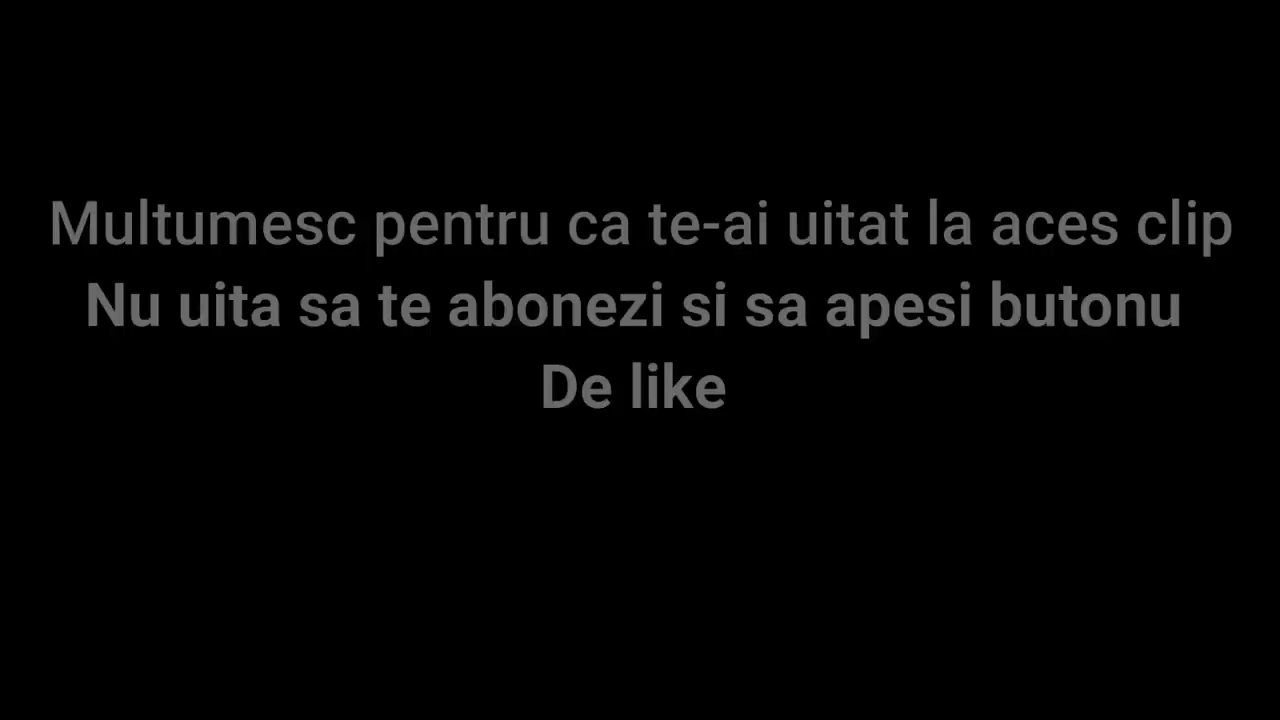 Multumesc pentru ca te-ai uitat la aces clip
Nu uita sa te abonezi si sa apesi butonu
De like